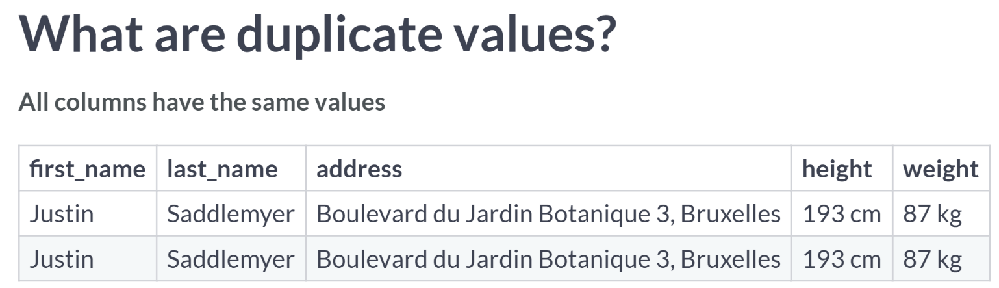 What are duplicate values?
All columns have the same values
first_name last_name address height weight
Justin Saddlemyer Boulevard du Jardin Botanique 3, Bruxelles 193 cm 87 kg
Justin Saddlemyer Boulevard du Jardin Botanique 3, Bruxelles 193 cm 87 kg